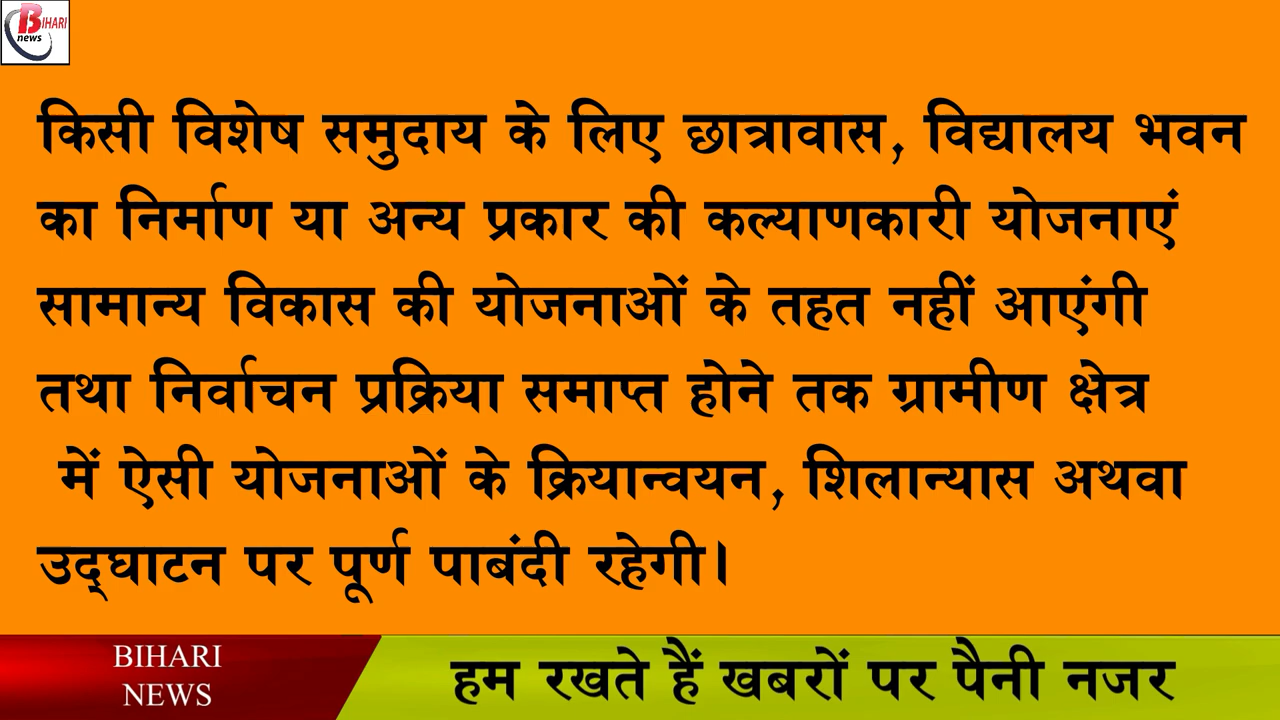 BIHARI
news
किसी विशेष समुदाय के लिए छात्रावास, विद्यालय भवन
का निर्माण या अन्य प्रकार की कल्याणकारी योजनाएं
सामान्य विकास की योजनाओं के तहत नहीं आएंगी
तथा निर्वाचन प्रक्रिया समाप्त होने तक ग्रामीण क्षेत्र
में ऐसी योजनाओं के क्रियान्वयन, शिलान्यास अथवा
उद्घाटन पर पूर्ण पाबंदी रहेगी।
BIHARI
NEWS
हम रखते हैं खबरों पर पैनी नजर